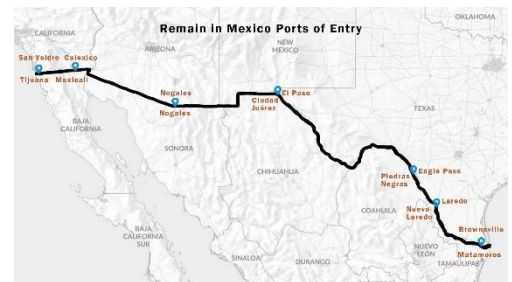 Remain in Mexico Ports of Entry
OKLAHOMA
CALIFORNIA
ARIZONA
NEW
MEXICO
San Ysidro Calexico
Tijuana Mexicali
Nogales
Nogales
El Paso
Ciudad
Juárez
TEXAS
BAJA
CALIFORNIA
SONORA
CHIHUAHUA
Piedras
Negras
Eagle Pass
COAHUILA
Nuevo
Laredo
Laredo
BAJA
CALIFORNIA
SUR
Brownsville
NUEVO
LEÓN
Matamoros
SINALOA
DURANGO
TAMAULIPAS